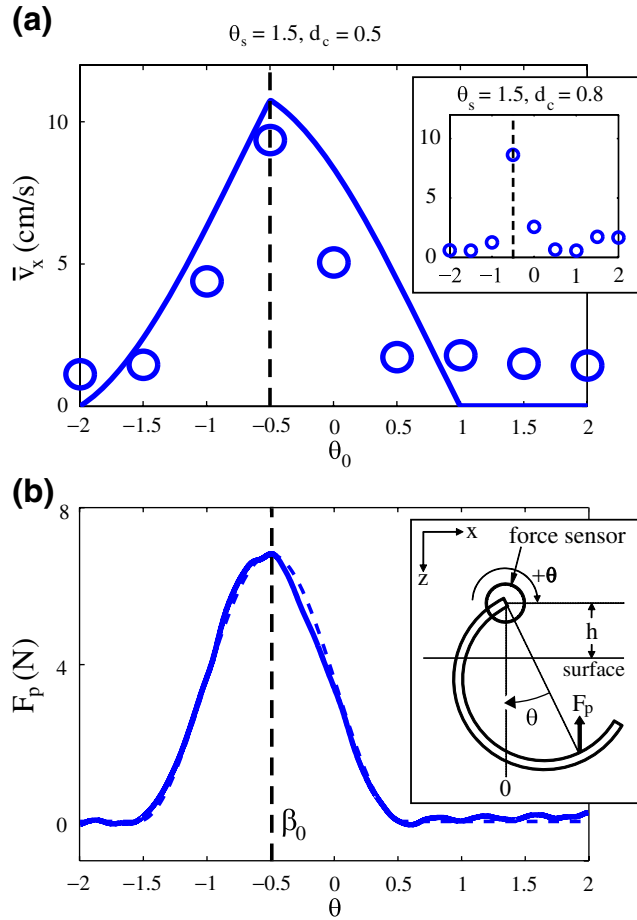 (a)
θs = 1.5, dc = 0.5
10
5
0
v̅x (cm/s)
−2 −1.5 −1 −0.5 0 0.5 1 1.5 2
θ0
θs = 1.5, dc = 0.8
10
5
0
−2 −1 0 1 2
(b)
8
4
0
Fp (N)
β0
−2 −1.5 −1 −0.5 0 0.5 1 1.5 2
θ
x
z
force sensor
+θ
h
surface
θ
Fp
0